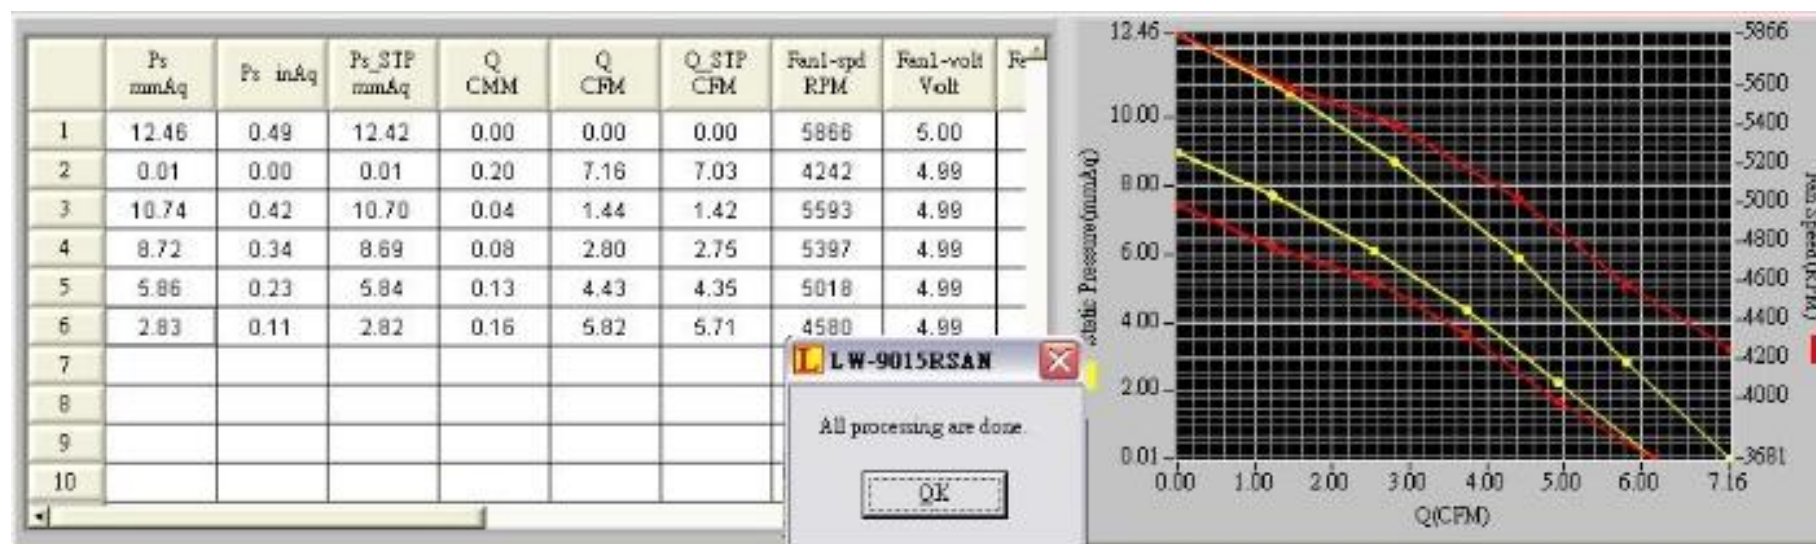 Ps mmAq Ps inAq Ps_STP mmAq Q CMM Q CFM Q_STP CFM Fan1-spd RPM Fan1-volt Volt
1 12.46 0.49 12.42 0.00 0.00 0.00 5866 5.00
2 0.01 0.00 0.01 0.20 7.16 7.03 4242 4.99
3 10.74 0.42 10.70 0.04 1.44 1.42 5593 4.99
4 8.72 0.34 8.69 0.08 2.80 2.75 5397 4.99
5 5.86 0.23 5.84 0.13 4.43 4.35 5018 4.99
6 2.83 0.11 2.82 0.16 5.82 5.71 4580 4.99
7
8
9
10
LW-9015RSAN
All processing are done.
OK
12.46
10.00
8.00
6.00
4.00
2.00
0.01
Static Pressure(mmAq)
0.00 1.00 2.00 3.00 4.00 5.00 6.00 7.16
Q(CFM)
5866
5600
5400
5200
5000
4800
4600
4400
4200
4000
3681
Fan Speed(RPM)